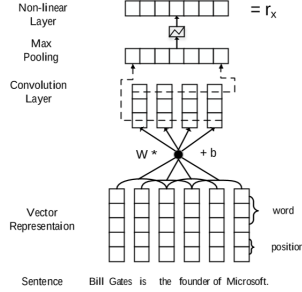 Non-linear
Layer
= rx
Max
Pooling
Convolution
Layer
W *
+ b
Vector
Representaion
word
position
Sentence
Bill Gates is the founder of Microsoft.